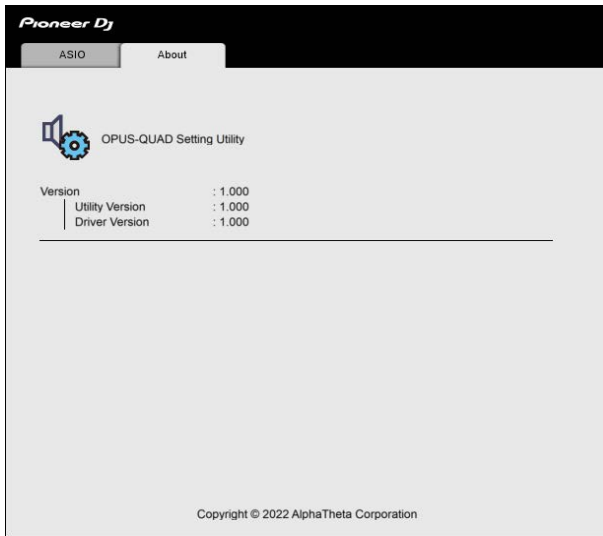 Pioneer Dj
ASIO About
OPUS-QUAD Setting Utility
Version : 1.000
Utility Version : 1.000
Driver Version : 1.000
Copyright © 2022 AlphaTheta Corporation